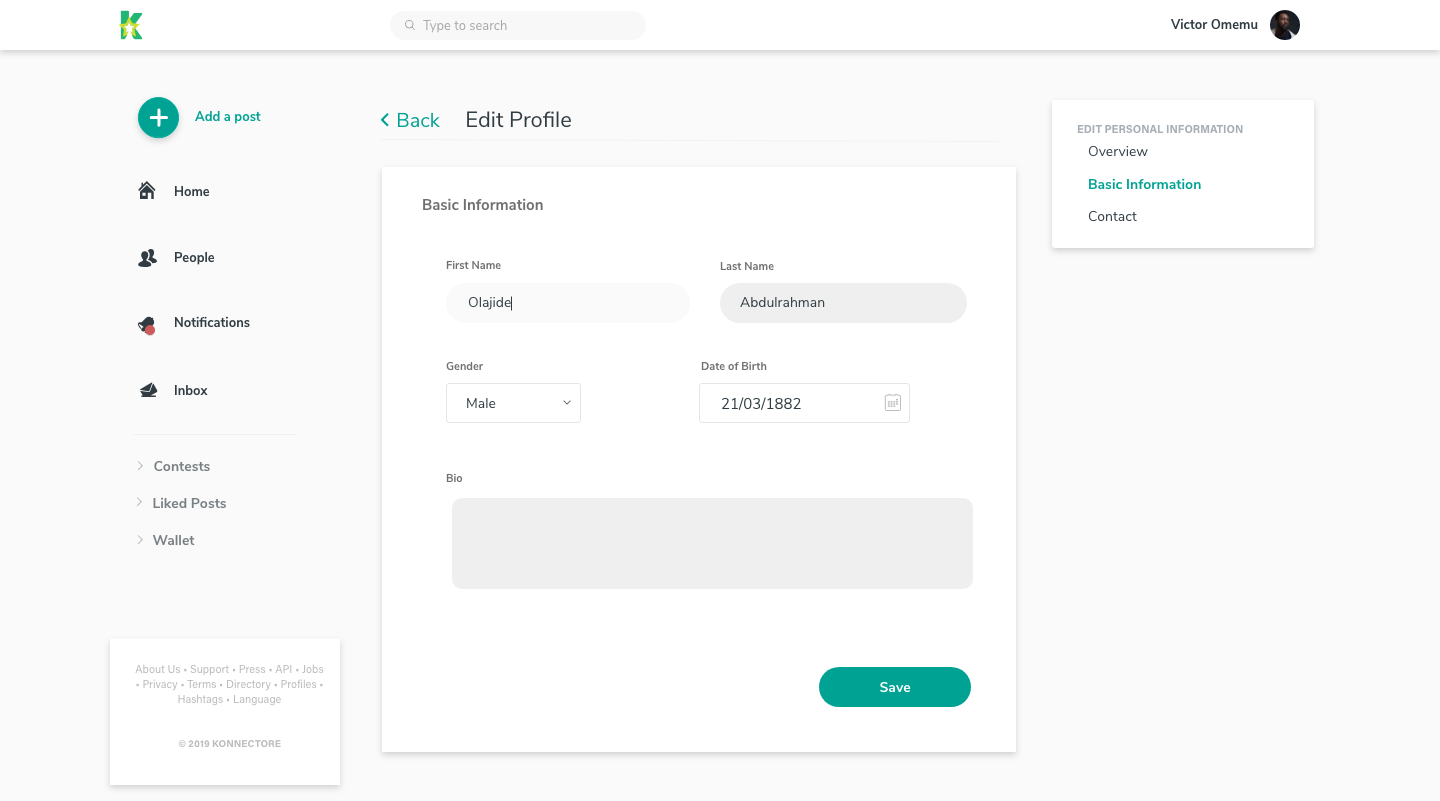 Type to search
Victor Omemu
Add a post
Home
People
Notifications
Inbox
Contests
Liked Posts
Wallet
About Us • Support • Press • API • Jobs
• Privacy • Terms • Directory • Profiles •
Hashtags • Language
© 2019 KONNECTORE
Back
Edit Profile
Basic Information
First Name
Last Name
Olajide
Abdulrahman
Gender
Date of Birth
Male
21/03/1882
Bio
Save
EDIT PERSONAL INFORMATION
Overview
Basic Information
Contact